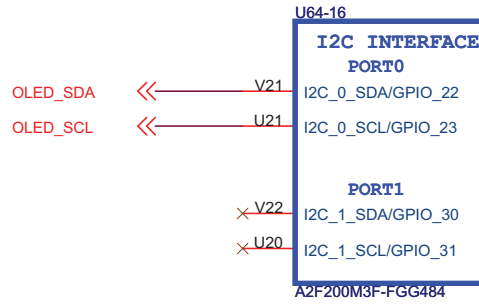 U64-16
I2C INTERFACE
PORT0
OLED_SDA V21 I2C_0_SDA/GPIO_22
OLED_SCL U21 I2C_0_SCL/GPIO_23
PORT1
V22 I2C_1_SDA/GPIO_30
U20 I2C_1_SCL/GPIO_31
A2F200M3F-FGG484